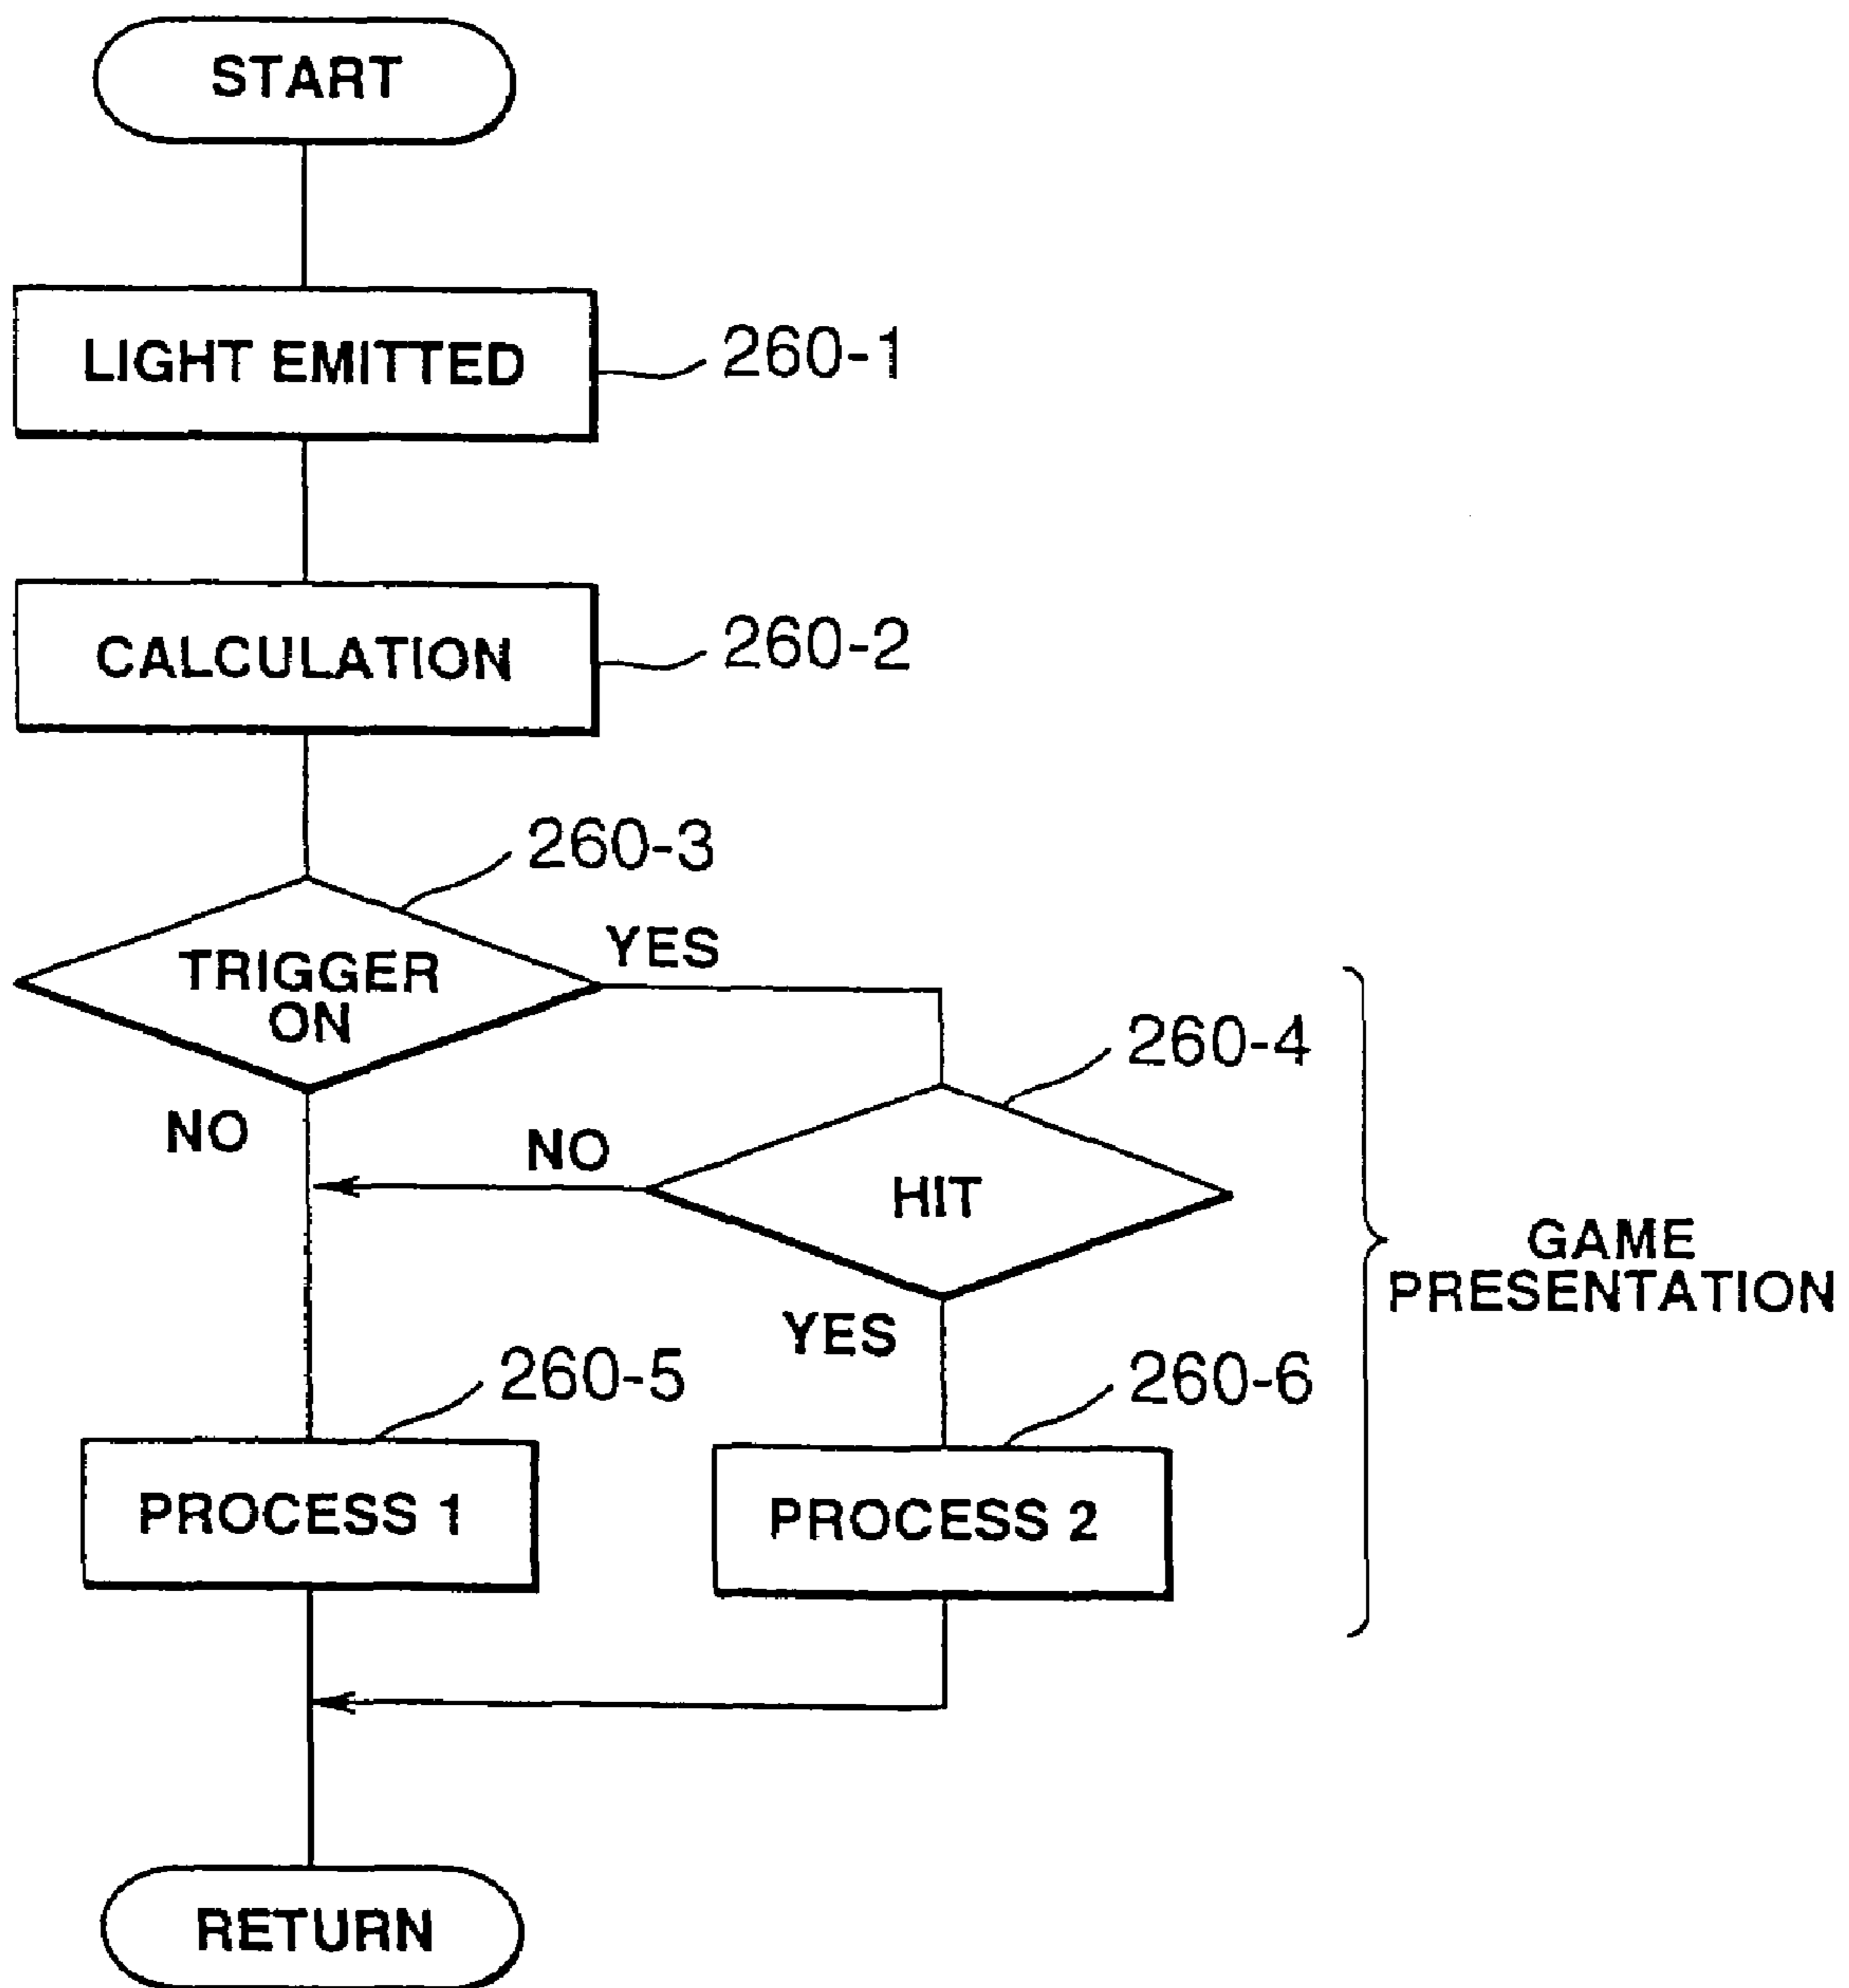 START
LIGHT EMITTED
260-1
CALCULATION
260-2
260-3
TRIGGER
ON
YES
NO
260-4
HIT
NO
YES
GAME
PRESENTATION
260-5
PROCESS 1
260-6
PROCESS 2
RETURN